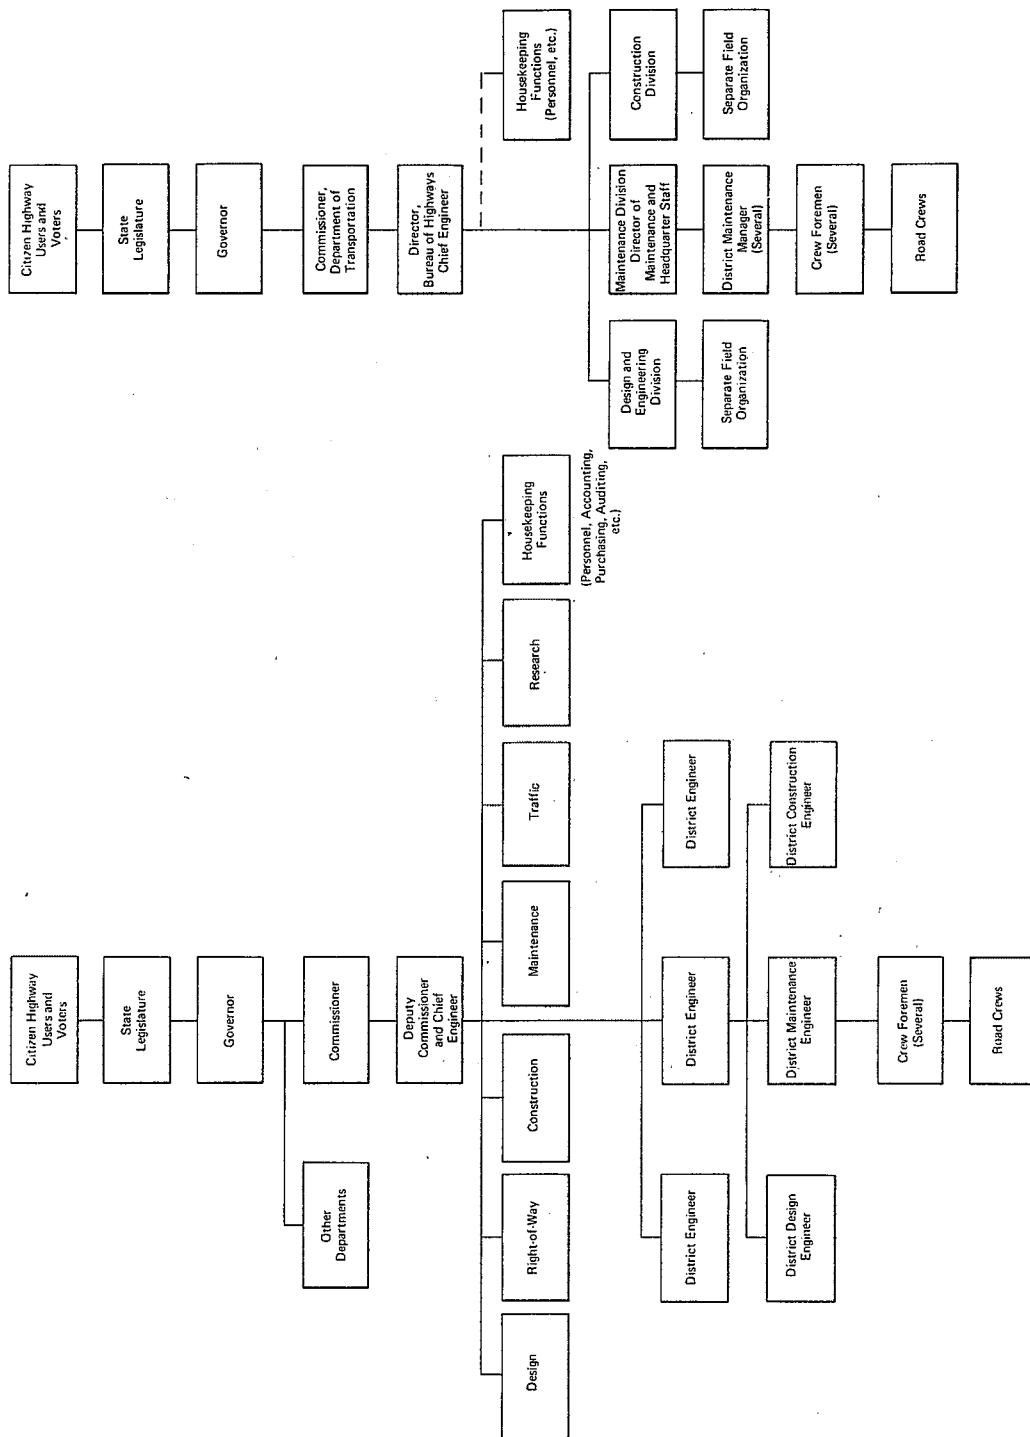 Citizen Highway
Users and
Voters
State
Legislature
Governor
Other
Departments
Commissioner
Deputy
Commissioner
and Chief
Engineer
Design
Right-of-Way
Construction
Maintenance
Traffic
Research
Housekeeping
Functions
(Personnel, Accounting,
Purchasing, Auditing,
etc.)
District Engineer
District Engineer
District Engineer
District Design
Engineer
District Maintenance
Engineer
District Construction
Engineer
Crew Foremen
(Several)
Road Crews
Citizen Highway
Users and
Voters
State
Legislature
Governor
Commissioner,
Department of
Transportation
Director,
Bureau of Highways
Chief Engineer
Housekeeping
Functions
(Personnel, etc.)
Design and
Engineering
Division
Maintenance Division
Director of
Maintenance and
Headquarter Staff
Construction
Division
Separate Field
Organization
District Maintenance
Manager
(Several)
Separate Field
Organization
Crew Foremen
(Several)
Road Crews